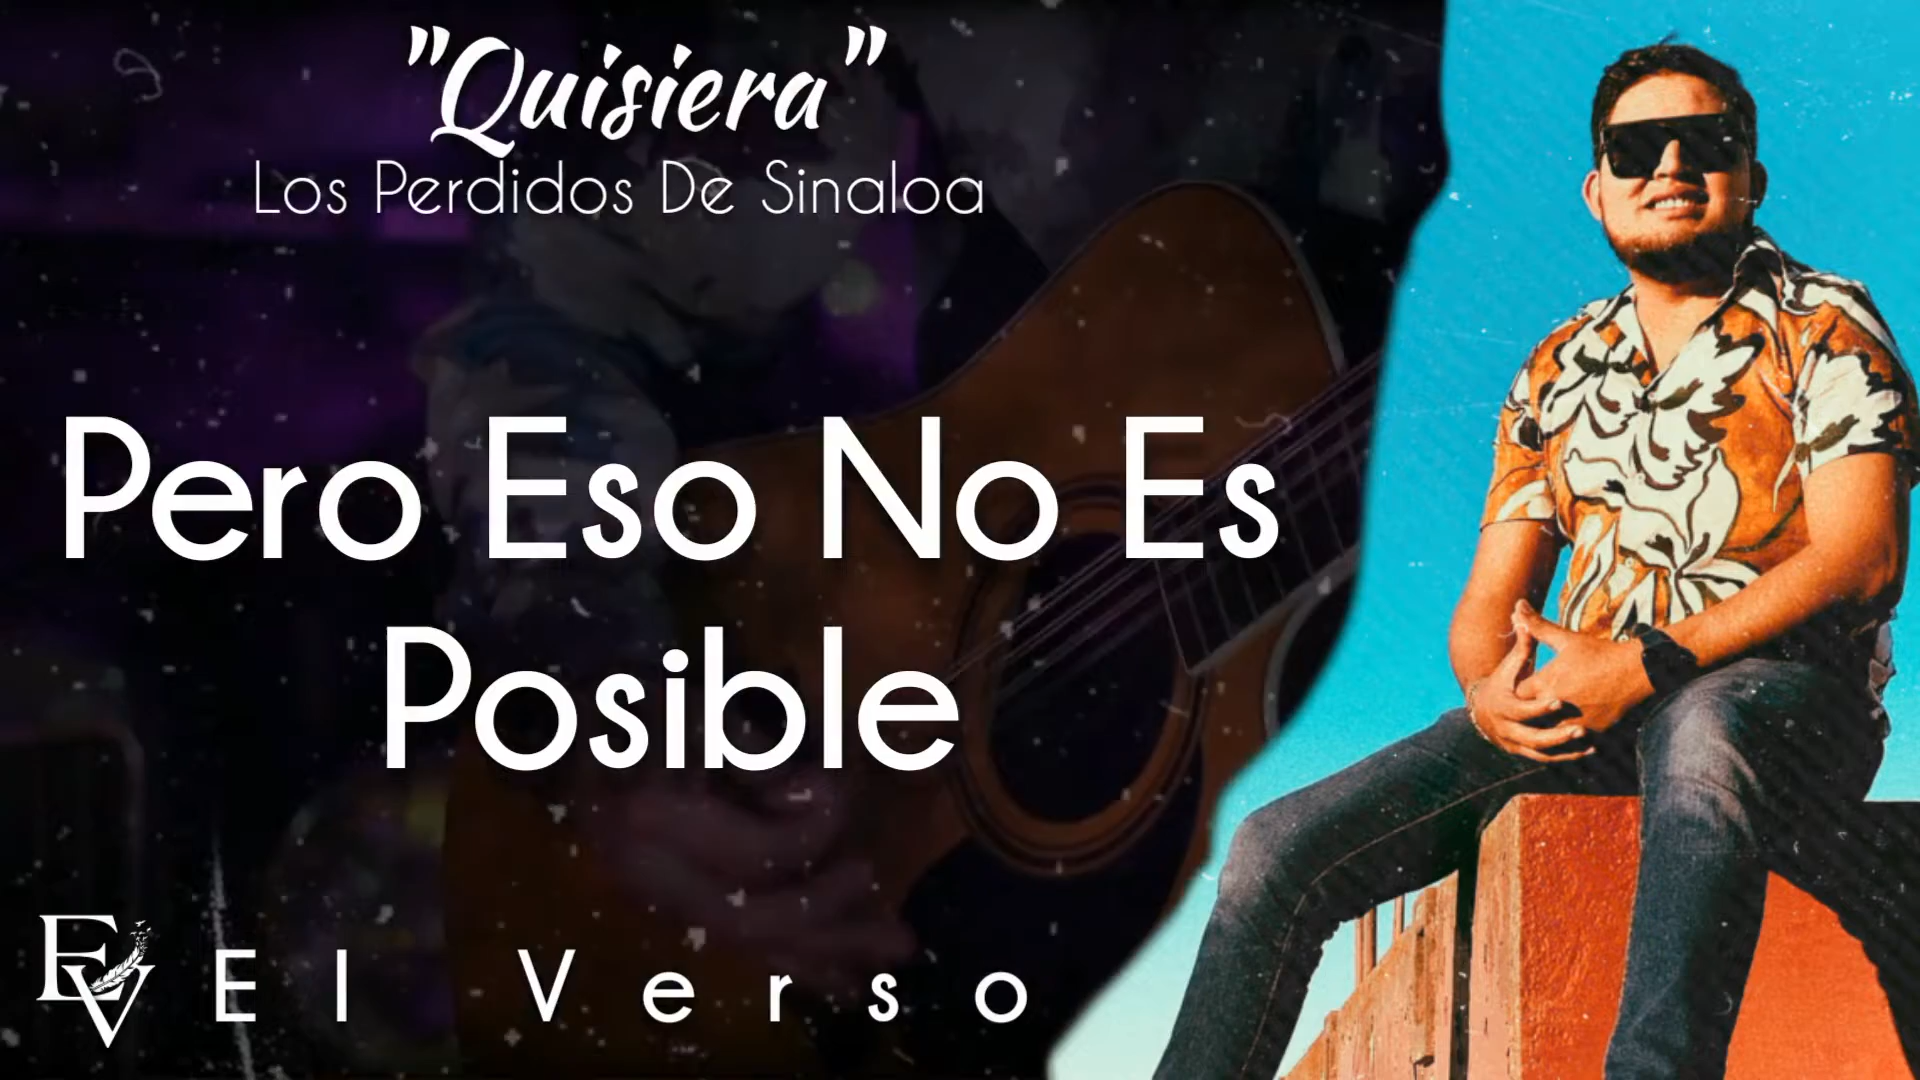 "Quisiera"
Los Perdidos De Sinaloa
Pero Eso No Es
Posible
EV El Verso